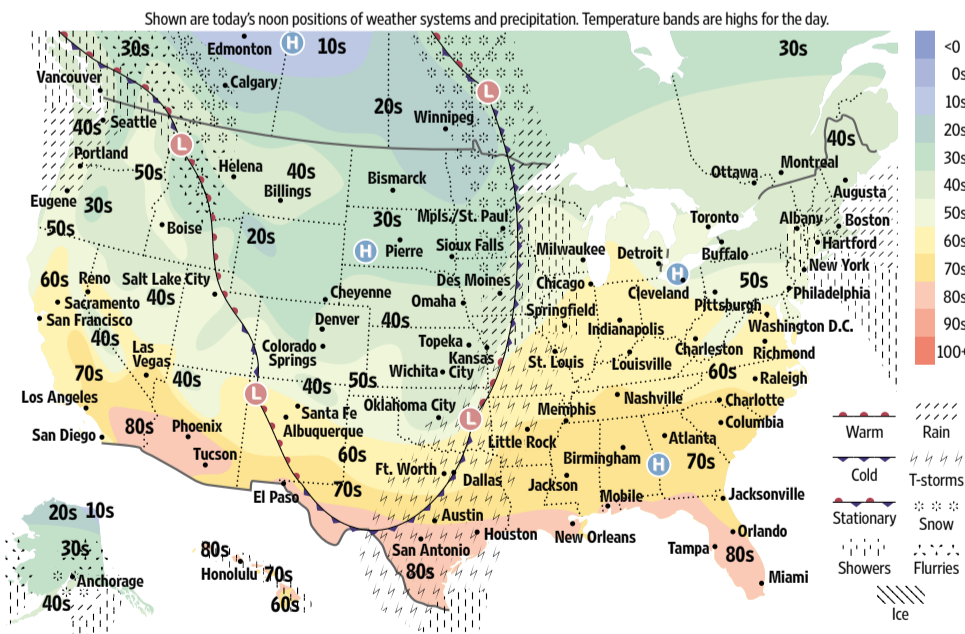 Shown are today's noon positions of weather systems and precipitation. Temperature bands are highs for the day.
30s
Edmonton
H
10s
30s
<0
0s
10s
20s
30s
40s
50s
60s
70s
80s
90s
100+
Vancouver
Calgary
20s
L
Winnipeg
40s
Seattle
L
40s
Portland
50s
Helena
40s
Billings
Bismarck
Ottawa
Montreal
Augusta
Eugene
30s
50s
Boise
20s
30s
Mpls./St. Paul
H
Pierre
Sioux Falls
Toronto
Albany
Boston
Buffalo
Hartford
Milwaukee
Detroit
H
New York
60s
Reno
Salt Lake City
40s
Des Moines
Chicago
Cleveland
50s
Philadelphia
Sacramento
Cheyenne
Omaha
Pittsburgh
San Francisco
Springfield
Washington D.C.
40s
Denver
40s
Indianapolis
Las
Vegas
Colorado
Springs
Topeka
Kansas
City
St. Louis
Louisville
Charleston
Richmond
70s
40s
Wichita
50s
40s
60s
Raleigh
Los Angeles
L
Santa Fe
Oklahoma City
L
Memphis
Nashville
Charlotte
80s
Phoenix
Albuquerque
Little Rock
Columbia
San Diego
Atlanta
Tucson
60s
Ft. Worth
Dallas
Birmingham
H
70s
El Paso
70s
Jackson
Mobile
Jacksonville
Austin
Houston
New Orleans
Orlando
San Antonio
80s
Tampa
80s
Miami
20s
10s
30s
Anchorage
40s
80s
Honolulu
70s
60s
Warm
Rain
Cold
T-storms
Stationary
Snow
Showers
Flurries
Ice